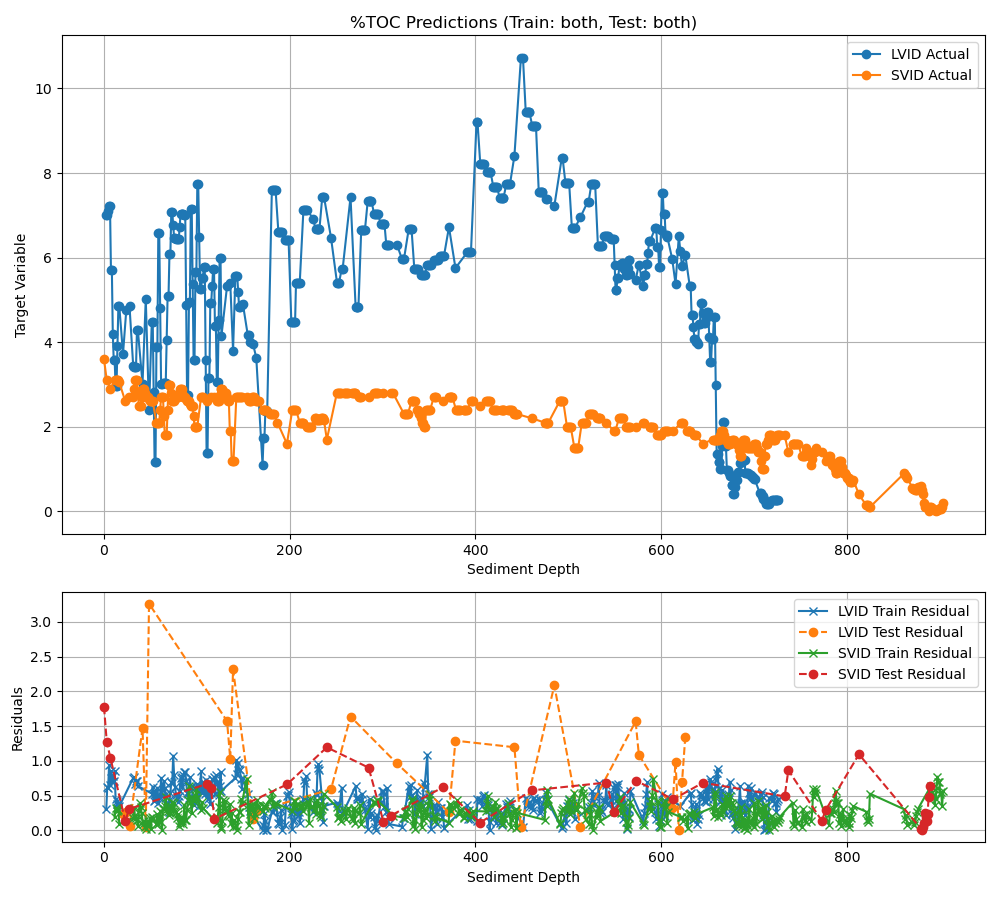 %TOC Predictions (Train: both, Test: both)
LVID Actual
SVID Actual
Target Variable
10
8
6
4
2
0
0 200 400 600 800
Sediment Depth
LVID Train Residual
LVID Test Residual
SVID Train Residual
SVID Test Residual
Residuals
3.0
2.5
2.0
1.5
1.0
0.5
0.0
0 200 400 600 800
Sediment Depth